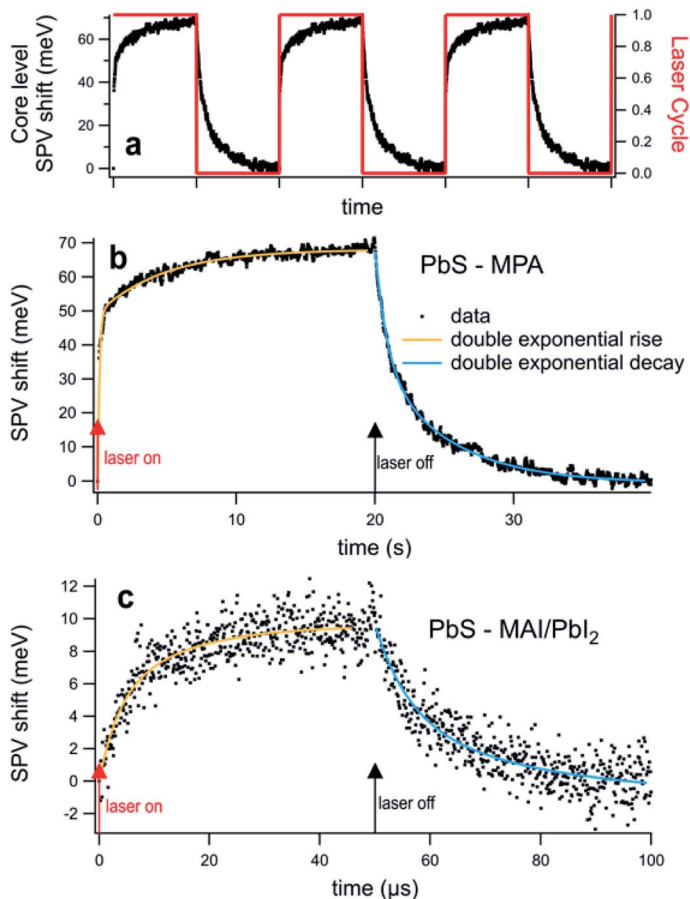 60
40
20
0
Core level
SPV shift (meV)
a
time
1.0
0.8
0.6
0.4
0.2
0.0
Laser Cycle
70
60
50
40
30
20
10
0
SPV shift (meV)
b
PbS - MPA
data
double exponential rise
double exponential decay
laser on
laser off
0
10
20
30
time (s)
12
10
8
6
4
2
0
-2
SPV shift (meV)
c
PbS - MAI/PbI₂
laser on
laser off
0
20
40
60
80
100
time (µs)